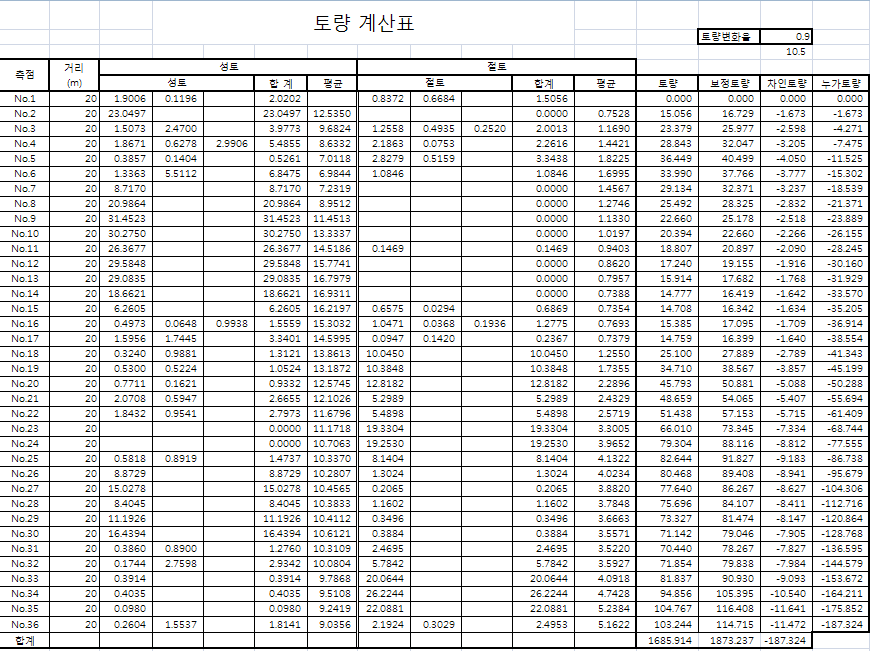 토량 계산표
토량변화율 0.9
10.5
측점 거리 (m) 성토 절토
성토 합 계 평균 절토 합계 평균 토량 보정토량 차인토량 누가토량
No.1 20 1.9006 0.1196 2.0202 0.8372 0.6684 1.5056 0.000 0.000 0.000 0.000
No.2 20 23.0497 23.0497 12.5350 0.0000 0.7528 15.056 16.729 -1.673 -1.673
No.3 20 1.5073 2.4700 3.9773 9.6824 1.2558 0.4935 0.2520 2.0013 1.1690 23.379 25.977 -2.598 -4.271
No.4 20 1.8671 0.6278 2.9906 5.4855 8.6332 2.1863 0.0753 2.2616 1.4421 28.843 32.047 -3.205 -7.475
No.5 20 0.3857 0.1404 0.5261 7.0118 2.8279 0.5159 3.3438 1.8225 36.449 40.499 -4.050 -11.525
No.6 20 1.3363 5.5112 6.8475 6.9844 1.0846 1.0846 1.6995 33.990 37.766 -3.777 -15.302
No.7 20 8.7170 8.7170 7.2319 0.0000 1.4567 29.134 32.371 -3.237 -18.539
No.8 20 20.9864 20.9864 8.9512 0.0000 1.2746 25.492 28.325 -2.832 -21.371
No.9 20 31.4523 31.4523 11.4513 0.0000 1.1330 22.660 25.178 -2.518 -23.889
No.10 20 30.2750 30.2750 13.3337 0.0000 1.0197 20.394 22.660 -2.266 -26.155
No.11 20 26.3677 26.3677 14.5186 0.1469 0.1469 0.9403 18.807 20.897 -2.090 -28.245
No.12 20 29.5848 29.5848 15.7741 0.0000 0.8620 17.240 19.155 -1.916 -30.160
No.13 20 29.0835 29.0835 16.7979 0.0000 0.7957 15.914 17.682 -1.768 -31.929
No.14 20 18.6621 18.6621 16.9311 0.0000 0.7388 14.777 16.419 -1.642 -33.570
No.15 20 6.2605 6.2605 16.2197 0.6575 0.0294 0.6869 0.7354 14.708 16.342 -1.634 -35.205
No.16 20 0.4973 0.0648 0.9938 1.5559 15.3032 1.0471 0.0368 0.1936 1.2775 0.7693 15.385 17.095 -1.709 -36.914
No.17 20 1.5956 1.7445 3.3401 14.5995 0.0947 0.1420 0.2367 0.7379 14.759 16.399 -1.640 -38.554
No.18 20 0.3240 0.9881 1.3121 13.8613 10.0450 10.0450 1.2550 25.100 27.889 -2.789 -41.343
No.19 20 0.5300 0.5224 1.0524 13.1872 10.3848 10.3848 1.7355 34.710 38.567 -3.857 -45.199
No.20 20 0.7711 0.1621 0.9332 12.5745 12.8182 12.8182 2.2896 45.793 50.881 -5.088 -50.288
No.21 20 2.0708 0.5947 2.6655 12.1026 5.2989 5.2989 2.4329 48.659 54.065 -5.407 -55.694
No.22 20 1.8432 0.9541 2.7973 11.6796 5.4898 5.4898 2.5719 51.438 57.153 -5.715 -61.409
No.23 20 0.0000 11.1718 19.3304 19.3304 3.3005 66.010 73.345 -7.334 -68.744
No.24 20 0.0000 10.7063 19.2530 19.2530 3.9652 79.304 88.116 -8.812 -77.555
No.25 20 0.5818 0.8919 1.4737 10.3370 8.1404 8.1404 4.1322 82.644 91.827 -9.183 -86.738
No.26 20 8.8729 8.8729 10.2807 1.3024 1.3024 4.0234 80.468 89.408 -8.941 -95.679
No.27 20 15.0278 15.0278 10.4565 0.2065 0.2065 3.8820 77.640 86.267 -8.627 -104.306
No.28 20 8.4045 8.4045 10.3833 1.1602 1.1602 3.7848 75.696 84.107 -8.411 -112.716
No.29 20 11.1926 11.1926 10.4112 0.3496 0.3496 3.6663 73.327 81.474 -8.147 -120.864
No.30 20 16.4394 16.4394 10.6121 0.3884 0.3884 3.5571 71.142 79.046 -7.905 -128.768
No.31 20 0.3860 0.8900 1.2760 10.3109 2.4695 2.4695 3.5220 70.440 78.267 -7.827 -136.595
No.32 20 0.1744 2.7598 2.9342 10.0804 5.7842 5.7842 3.5927 71.854 79.838 -7.984 -144.579
No.33 20 0.3914 0.3914 9.7868 20.0644 20.0644 4.0918 81.837 90.930 -9.093 -153.672
No.34 20 0.4035 0.4035 9.5108 26.2244 26.2244 4.7428 94.856 105.395 -10.540 -164.211
No.35 20 0.0980 0.0980 9.2419 22.0881 22.0881 5.2384 104.767 116.408 -11.641 -175.852
No.36 20 0.2604 1.5537 1.8141 9.0356 2.1924 0.3029 2.4953 5.1622 103.244 114.715 -11.472 -187.324
합계 1685.914 1873.237 -187.324